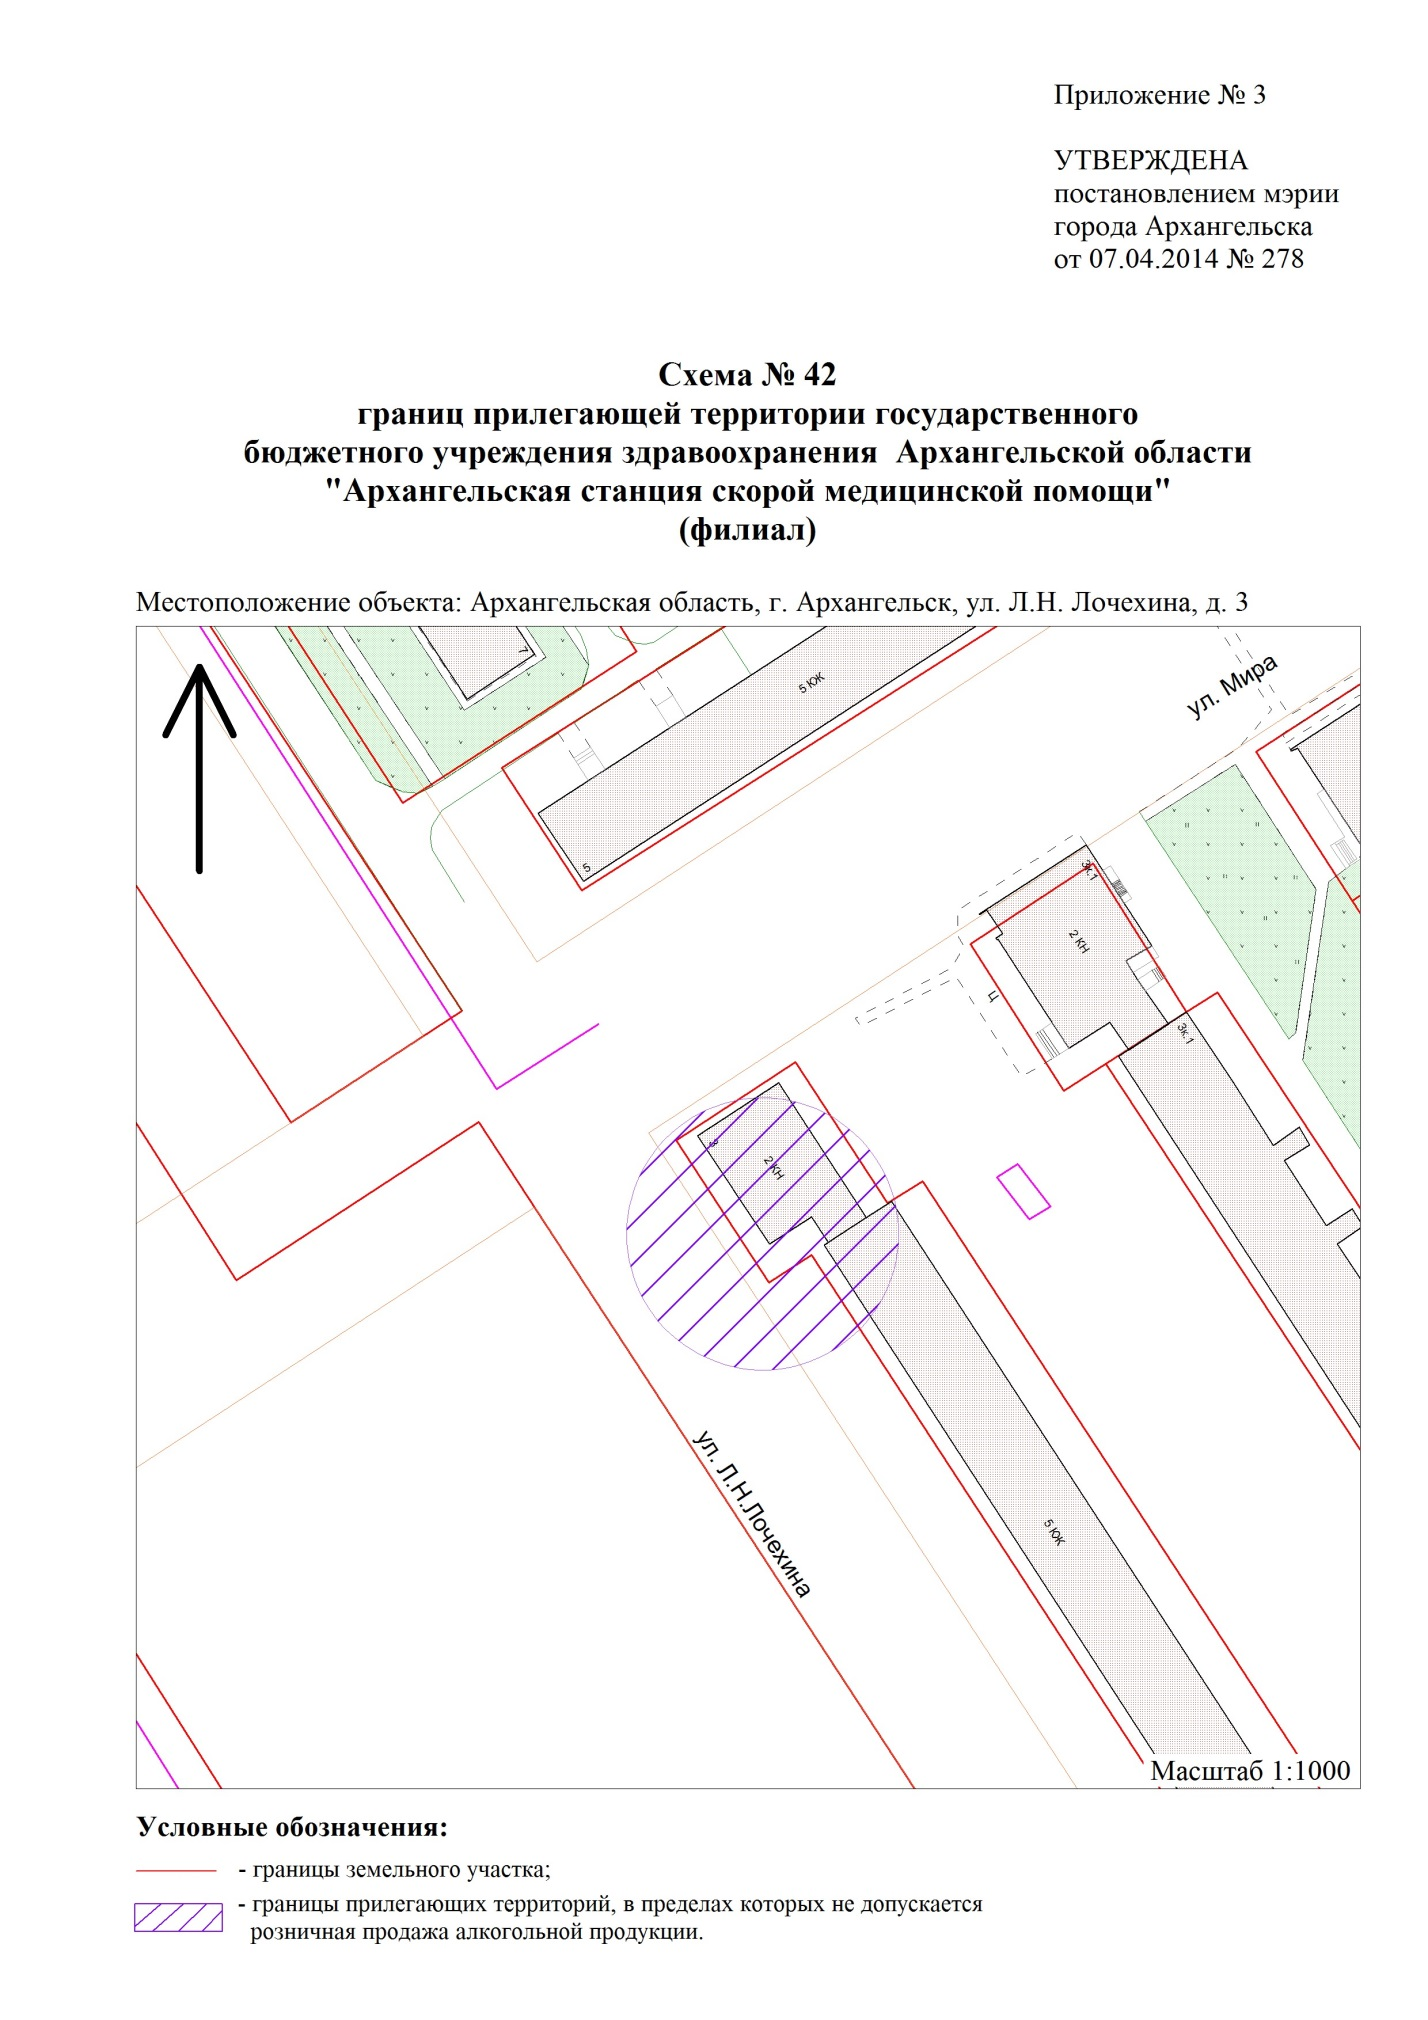 Приложение № 3
УТВЕРЖДЕНА
постановлением мэрии
города Архангельска
от 07.04.2014 № 278
Схема № 42
границ прилегающей территории государственного
бюджетного учреждения здравоохранения Архангельской области
"Архангельская станция скорой медицинской помощи"
(филиал)
Местоположение объекта: Архангельская область, г. Архангельск, ул. Л.Н. Лочехина, д. 3
7
5 КЖ
ул. Мира
5
3к.1
2 КН
Ц
3к.1
3
2 КН
ул. Л.Н.Лочехина
5 КЖ
Масштаб 1:1000
Условные обозначения:
- границы земельного участка;
- границы прилегающих территорий, в пределах которых не допускается
розничная продажа алкогольной продукции.